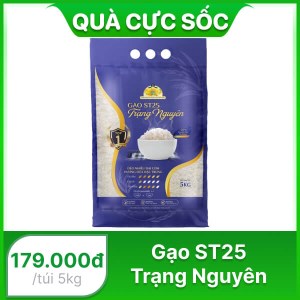 QUÀ CỰC SỐC
GẠO ST25
Trạng Nguyên
5KG
179.000đ
/túi 5kg
Gạo ST25
Trạng Nguyên